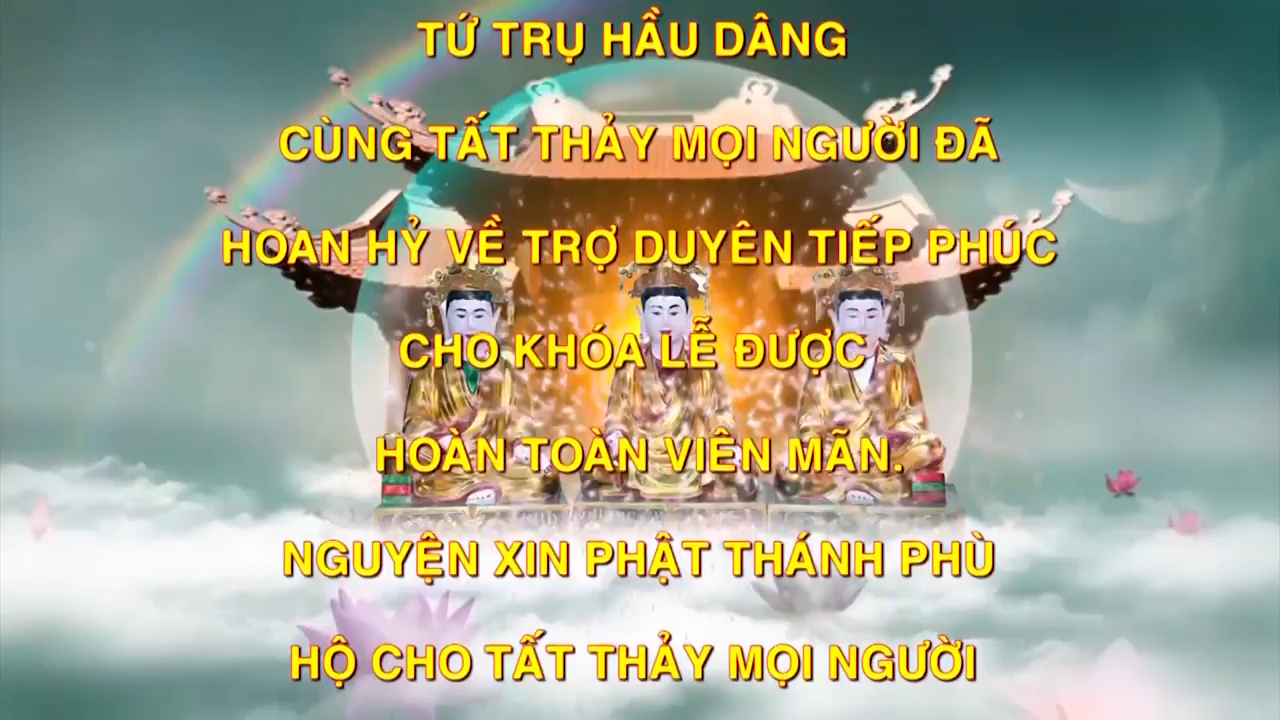 TỨ TRỤ HẦU DÂNG
CÙNG TẤT THẢY MỌI NGƯỜI ĐÃ
HOAN HỶ VỀ TRỢ DUYÊN TIẾP PHÚC
CHO KHÓA LỄ ĐƯỢC
HOÀN TOÀN VIÊN MÃN.
NGUYỆN XIN PHẬT THÁNH PHÙ
HỘ CHO TẤT THẢY MỌI NGƯỜI